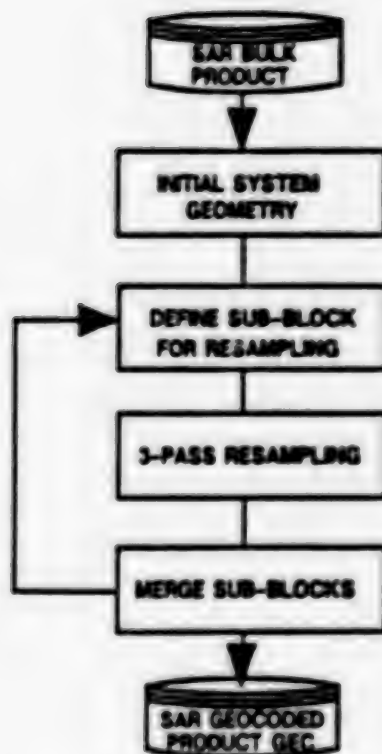 SAR BULK
PRODUCT
INITIAL SYSTEM
GEOMETRY
DEFINE SUB-BLOCK
FOR RESAMPLING
3-PASS RESAMPLING
MERGE SUB-BLOCKS
SAR GEOCODED
PRODUCT GEC